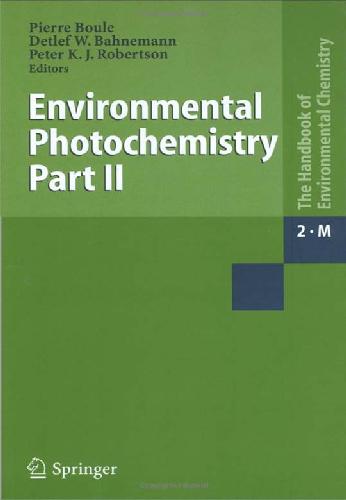 Pierre Boule
Detlef W. Bahnemann
Peter K. J. Robertson
Editors
Environmental
Photochemistry
Part II
The Handbook of
Environmental Chemistry
2 · M
Springer